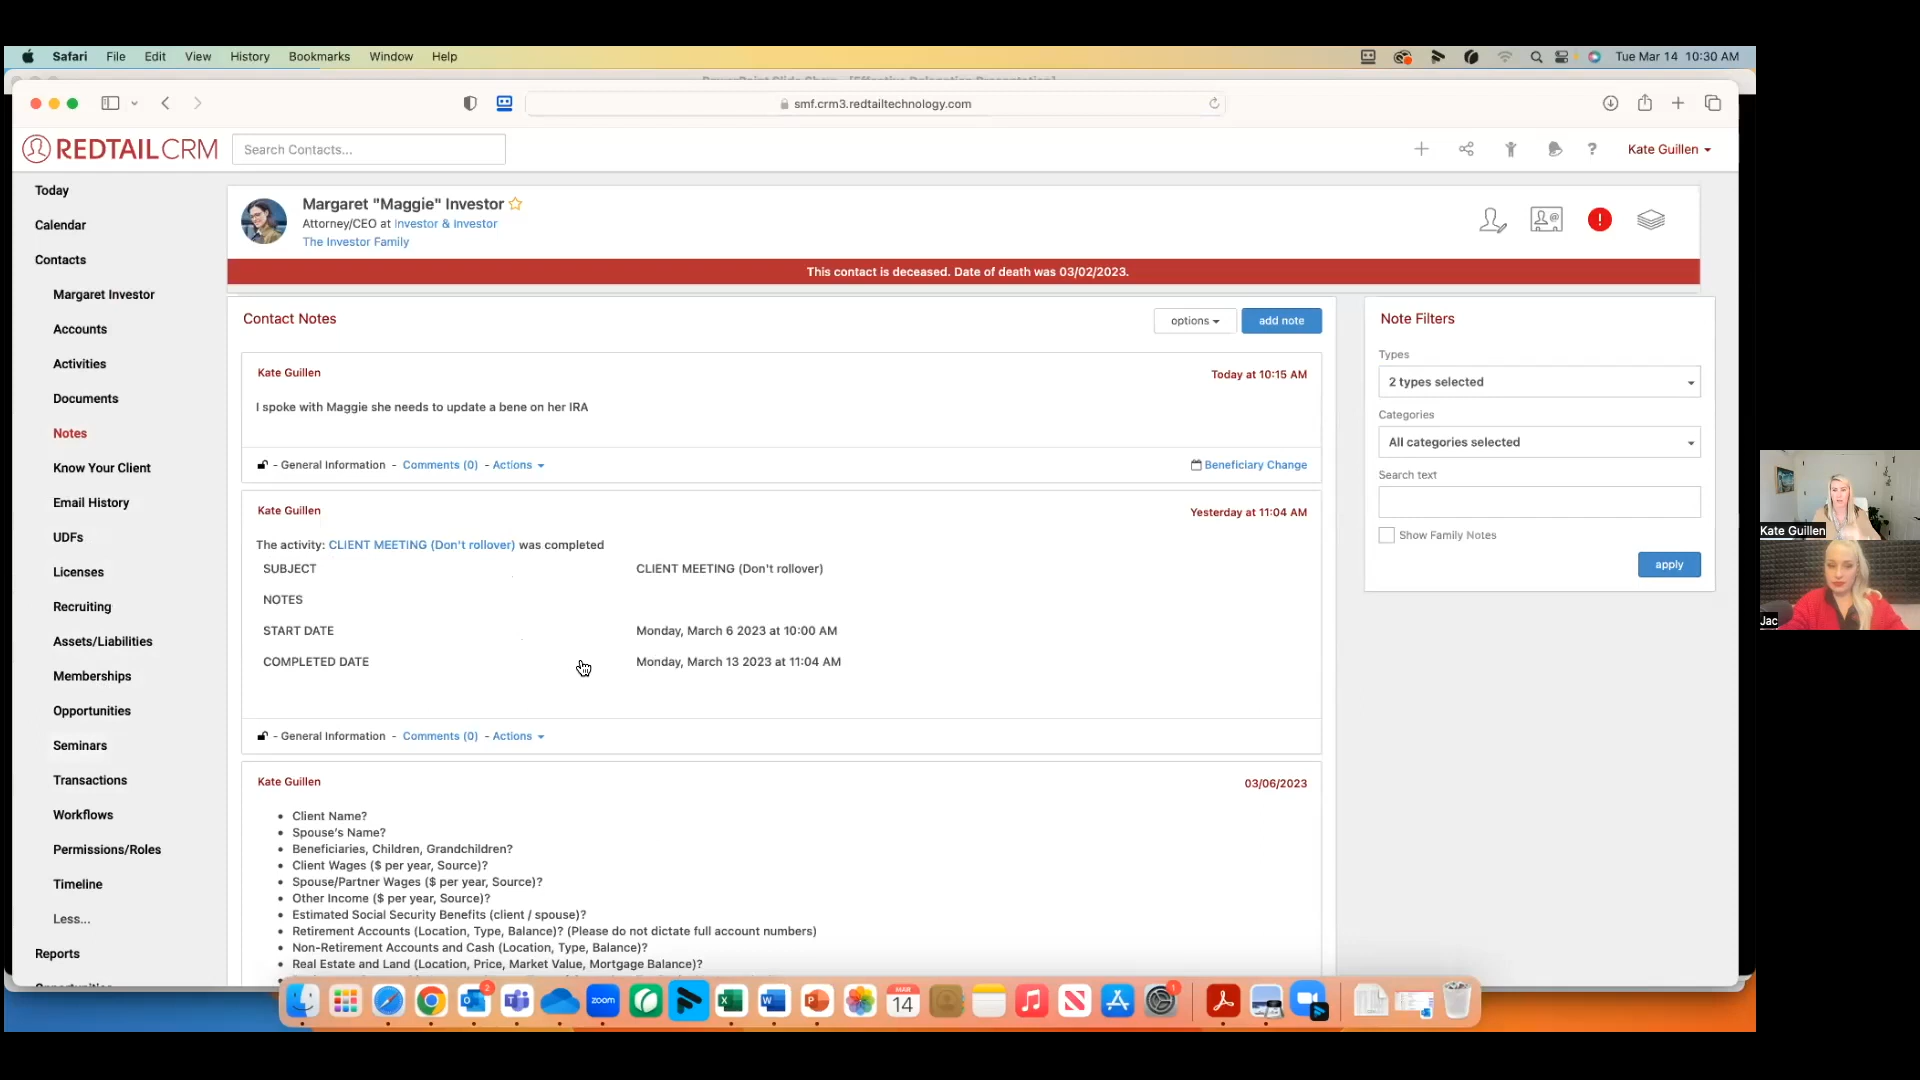 Safari File Edit View History Bookmarks Window Help
Tue Mar 14 10:30 AM
PowerPoint Slide Show - [Effective Delegation Presentation]
smf.crm3.redtailtechnology.com
REDTAILCRM
Search Contacts...
Kate Guillen
Today
Calendar
Contacts
Margaret Investor
Accounts
Activities
Documents
Notes
Know Your Client
Email History
UDFs
Licenses
Recruiting
Assets/Liabilities
Memberships
Opportunities
Seminars
Transactions
Workflows
Permissions/Roles
Timeline
Less...
Reports
Opportunities
Margaret "Maggie" Investor
Attorney/CEO at Investor & Investor
The Investor Family
This contact is deceased. Date of death was 03/02/2023.
Contact Notes
options
add note
Kate Guillen
Today at 10:15 AM
I spoke with Maggie she needs to update a bene on her IRA
- General Information - Comments (0) - Actions
Beneficiary Change
Kate Guillen
Yesterday at 11:04 AM
The activity: CLIENT MEETING (Don't rollover) was completed
SUBJECT CLIENT MEETING (Don't rollover)
NOTES
START DATE Monday, March 6 2023 at 10:00 AM
COMPLETED DATE Monday, March 13 2023 at 11:04 AM
- General Information - Comments (0) - Actions
Kate Guillen
03/06/2023
• Client Name?
• Spouse's Name?
• Beneficiaries, Children, Grandchildren?
• Client Wages ($ per year, Source)?
• Spouse/Partner Wages ($ per year, Source)?
• Other Income ($ per year, Source)?
• Estimated Social Security Benefits (client / spouse)?
• Retirement Accounts (Location, Type, Balance)? (Please do not dictate full account numbers)
• Non-Retirement Accounts and Cash (Location, Type, Balance)?
• Real Estate and Land (Location, Price, Market Value, Mortgage Balance)?
Note Filters
Types
2 types selected
Categories
All categories selected
Search text
Show Family Notes
apply
Kate Guillen
Jac
2
zoom
MAR
14
1